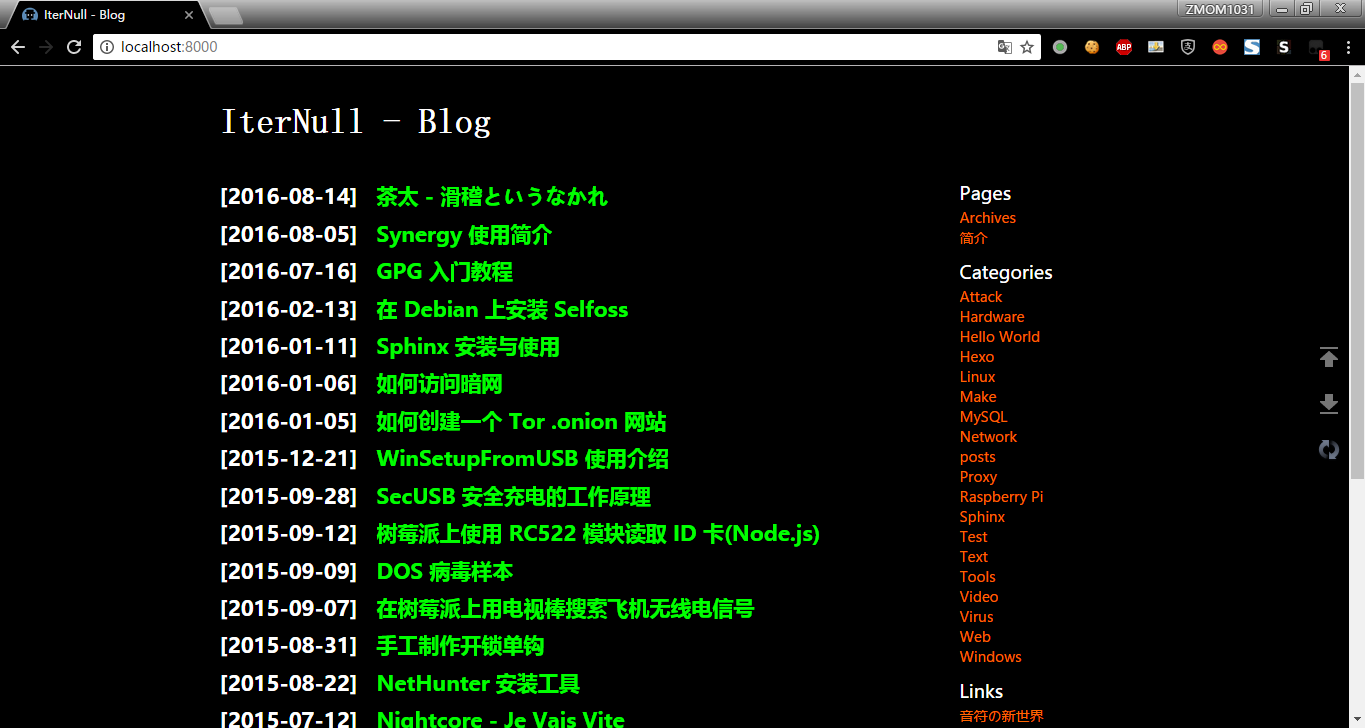 IterNull - Blog
ZMOM1031
localhost:8000
ABP
S
S
6
IterNull - Blog
[2016-08-14] 茶太 - 滑稽というなかれ
[2016-08-05] Synergy 使用简介
[2016-07-16] GPG 入门教程
[2016-02-13] 在 Debian 上安装 Selfoss
[2016-01-11] Sphinx 安装与使用
[2016-01-06] 如何访问暗网
[2016-01-05] 如何创建一个 Tor .onion 网站
[2015-12-21] WinSetupFromUSB 使用介绍
[2015-09-28] SecUSB 安全充电的工作原理
[2015-09-12] 树莓派上使用 RC522 模块读取 ID 卡(Node.js)
[2015-09-09] DOS 病毒样本
[2015-09-07] 在树莓派上用电视棒搜索飞机无线电信号
[2015-08-31] 手工制作开锁单钩
[2015-08-22] NetHunter 安装工具
[2015-07-12] Nightcore - Je Vais Vite
Pages
Archives
简介
Categories
Attack
Hardware
Hello World
Hexo
Linux
Make
MySQL
Network
posts
Proxy
Raspberry Pi
Sphinx
Test
Text
Tools
Video
Virus
Web
Windows
Links
音符の新世界